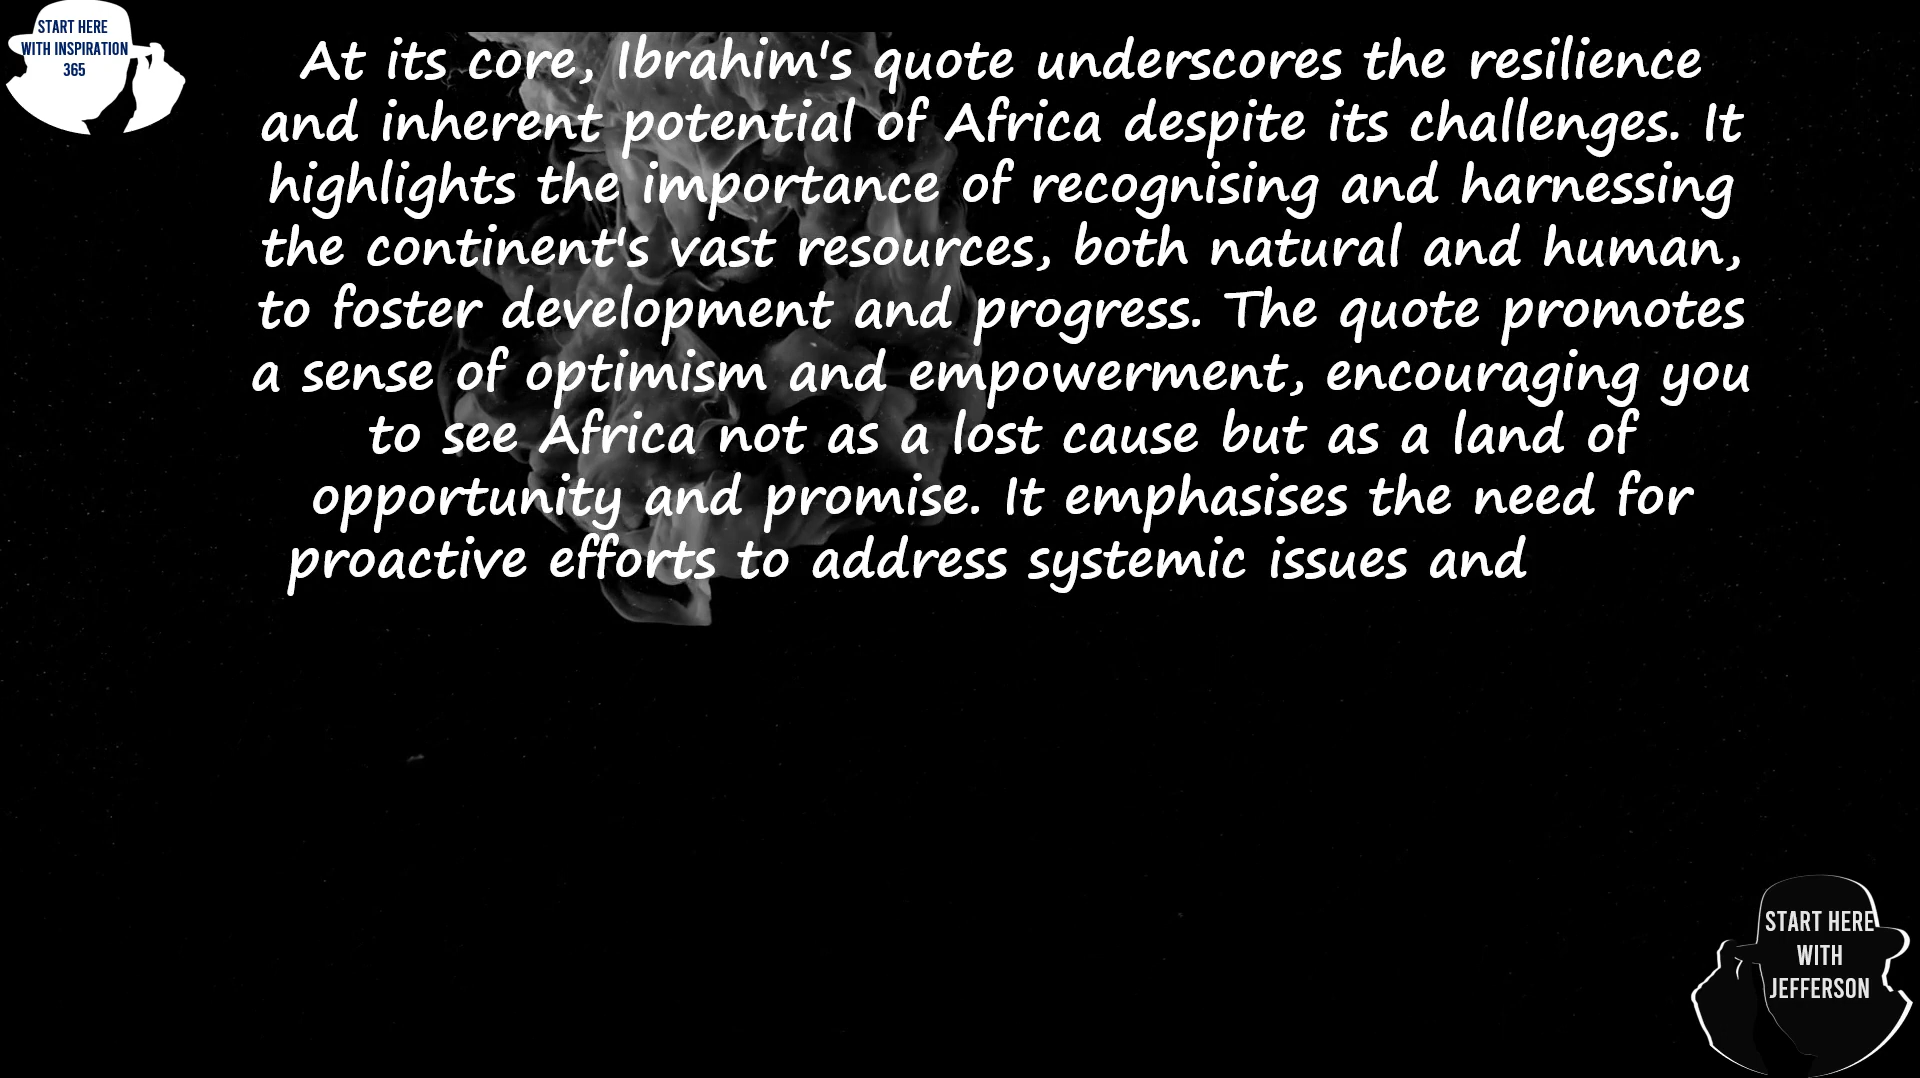 START HERE
WITH INSPIRATION
365
At its core, Ibrahim's quote underscores the resilience
and inherent potential of Africa despite its challenges. It
highlights the importance of recognising and harnessing
the continent's vast resources, both natural and human,
to foster development and progress. The quote promotes
a sense of optimism and empowerment, encouraging you
to see Africa not as a lost cause but as a land of
opportunity and promise. It emphasises the need for
proactive efforts to address systemic issues and
START HERE
WITH
JEFFERSON